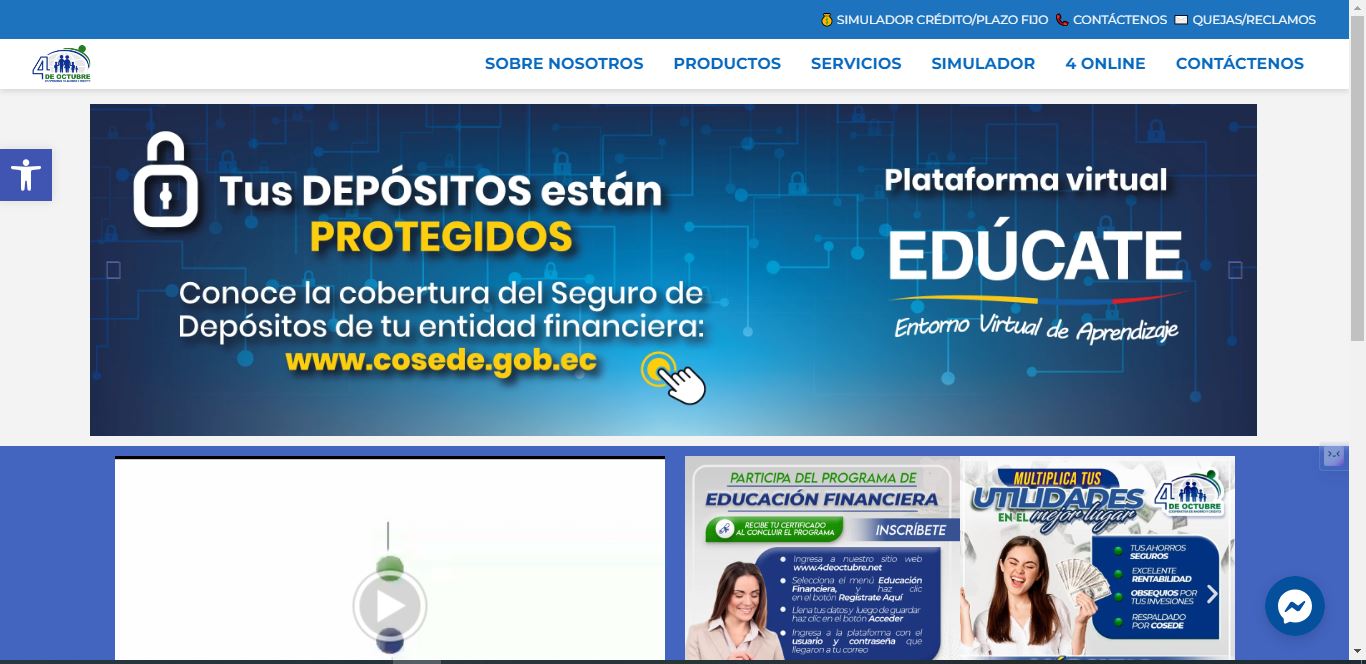 SIMULADOR CRÉDITO/PLAZO FIJO CONTÁCTENOS QUEJAS/RECLAMOS
4
DE OCTUBRE
SOBRE NOSOTROS PRODUCTOS SERVICIOS SIMULADOR 4 ONLINE CONTÁCTENOS
Tus DEPÓSITOS están
PROTEGIDOS
Conoce la cobertura del Seguro de
Depósitos de tu entidad financiera:
www.cosede.gob.ec
Plataforma virtual
EDÚCATE
Entorno Virtual de Aprendizaje
PARTICIPA DEL PROGRAMA DE
EDUCACIÓN FINANCIERA
RECIBE TU CERTIFICADO
AL CONCLUIR EL PROGRAMA
INSCRÍBETE
Ingresa a nuestro sitio web
www.4deoctubre.net
Selecciona el menú Educación
Financiera, y haz clic
en el botón Regístrate Aquí
Llena tus datos y luego de guardar
haz clic en el botón Acceder
Ingresa a la plataforma con el
usuario y contraseña que
llegaron a tu correo
MULTIPLICA TUS
UTILIDADES
EN EL mejor lugar
4
DE OCTUBRE
COOPERATIVA DE AHORRO Y CRÉDITO
TUS AHORROS
SEGUROS
EXCELENTE
RENTABILIDAD
OBSEQUIOS POR
TUS INVESIONES
RESPALDADO
POR COSEDE